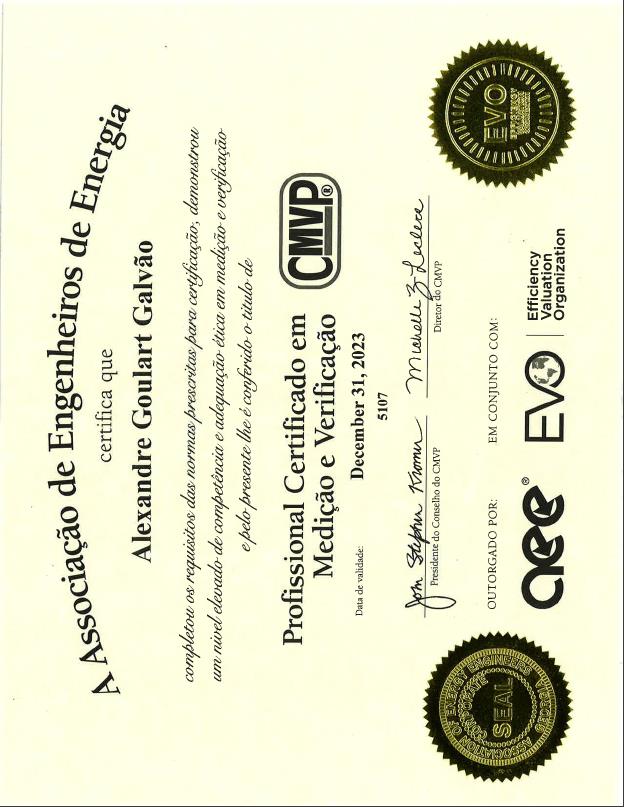 A Associação de Engenheiros de Energia
certifica que
Alexandre Goulart Galvão
completou os requisitos das normas prescritas para certificação, demonstrou
um nível elevado de competência e adequação ética em medição e verificação
e pelo presente lhe é conferido o título de
Profissional Certificado em
Medição e Verificação
CMVP®
Data de validade:
December 31, 2023
5107
Presidente do Conselho do CMVP
Diretor do CMVP
OUTORGADO POR:
EM CONJUNTO COM:
aee®
EVO
Efficiency
Valuation
Organization
ASSOCIATION OF ENERGY ENGINEERS
CORPORATE
SEAL
EVO
EFFICIENCY
VALUATION
ORGANIZATION